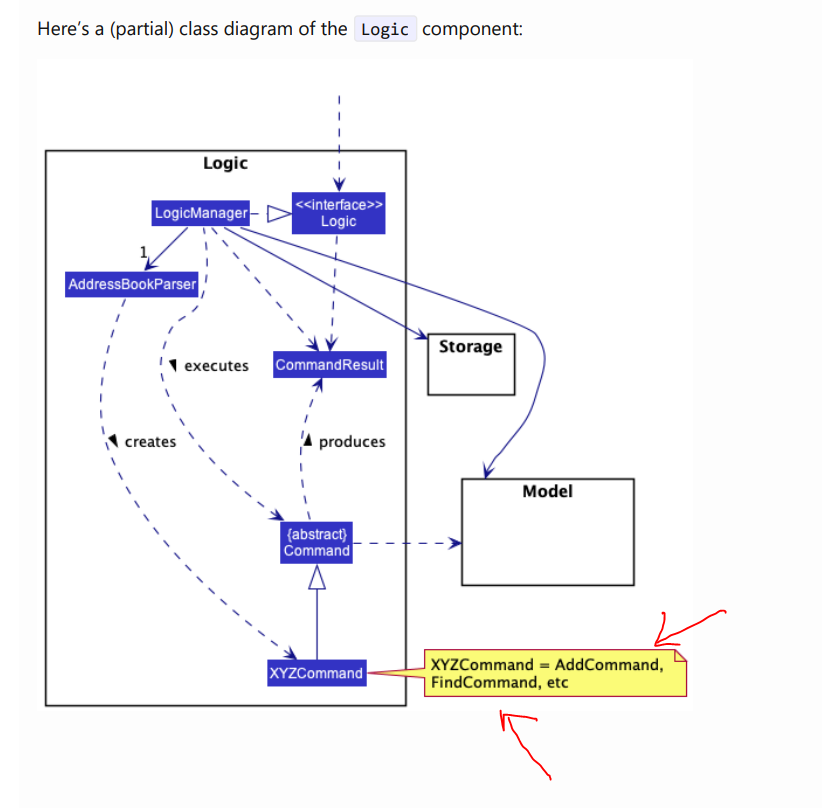 Here's a (partial) class diagram of the Logic component:
Logic
LogicManager
<<interface>>
Logic
1
AddressBookParser
Storage
executes
CommandResult
creates
produces
Model
{abstract}
Command
XYZCommand
XYZCommand = AddCommand,
FindCommand, etc